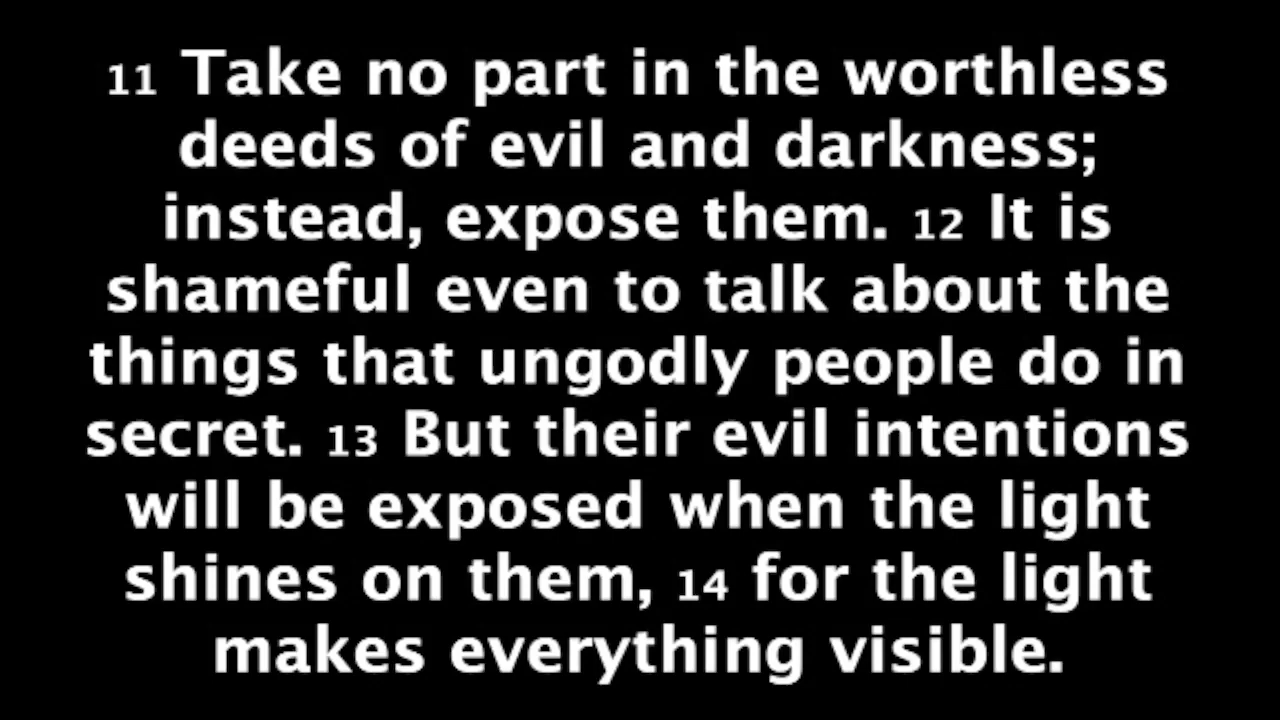 11 Take no part in the worthless
deeds of evil and darkness;
instead, expose them. 12 It is
shameful even to talk about the
things that ungodly people do in
secret. 13 But their evil intentions
will be exposed when the light
shines on them, 14 for the light
makes everything visible.